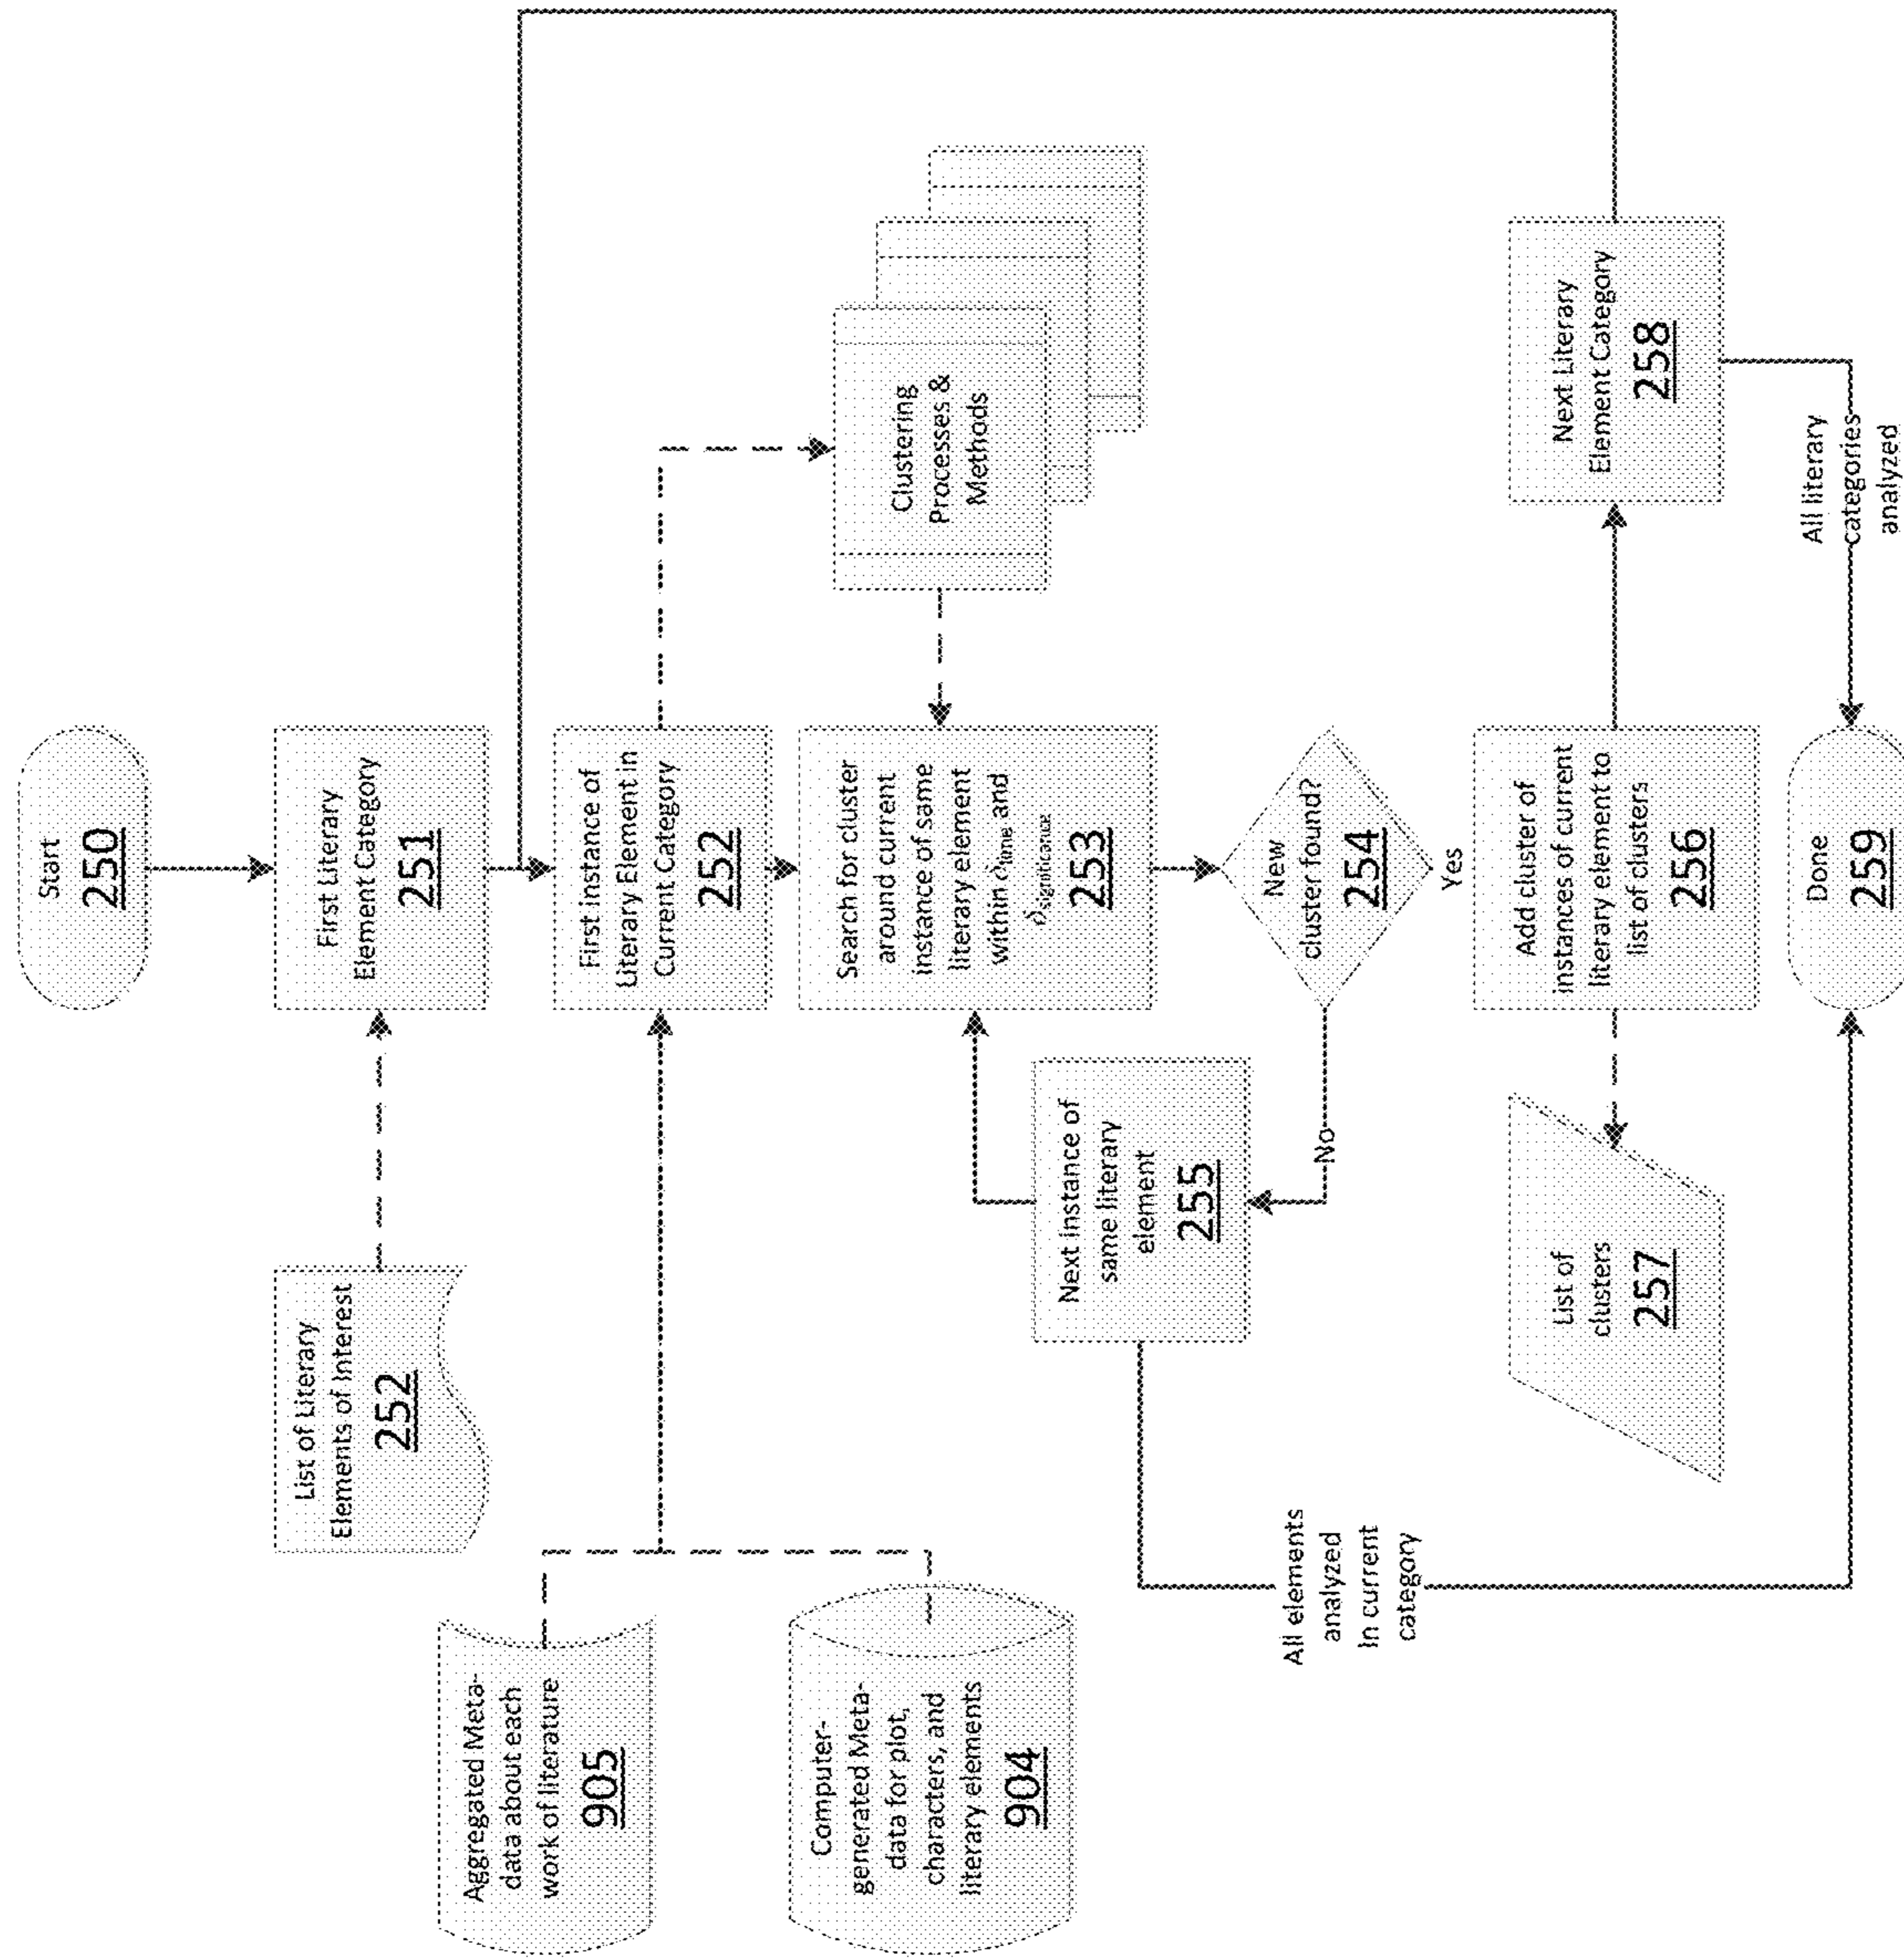 Start
250
First Literary
Element Category
251
List of Literary
Elements of Interest
252
First instance of
Literary Element in
Current Category
252
Aggregated Meta-
data about each
work of literature
905
Computer-
generated Meta-
data for plot,
characters, and
literary elements
904
Clustering
Processes &
Methods
Search for cluster
around current
instance of same
literary element
within ∂time and
∂significance
253
New
cluster found?
254
No
Next instance of
same literary
element
255
Yes
Add cluster of
instances of current
literary element to
list of clusters
256
List of
clusters
257
Next Literary
Element Category
258
All elements
analyzed
in current
category
All literary
categories
analyzed
Done
259